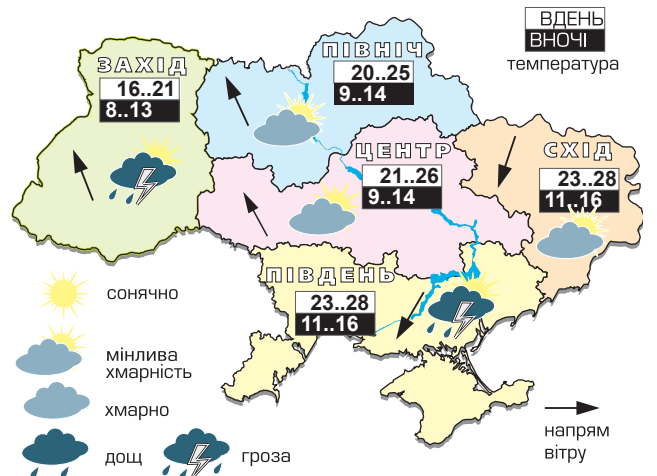 ВДЕНЬ
ВНОЧІ
температура
ПІВНІЧ
20..25
9..14
ЗАХІД
16..21
8..13
ЦЕНТР
21..26
9..14
СХІД
23..28
11..16
ПІВДЕНЬ
23..28
11..16
сонячно
мінлива
хмарність
хмарно
дощ
гроза
напрям
вітру